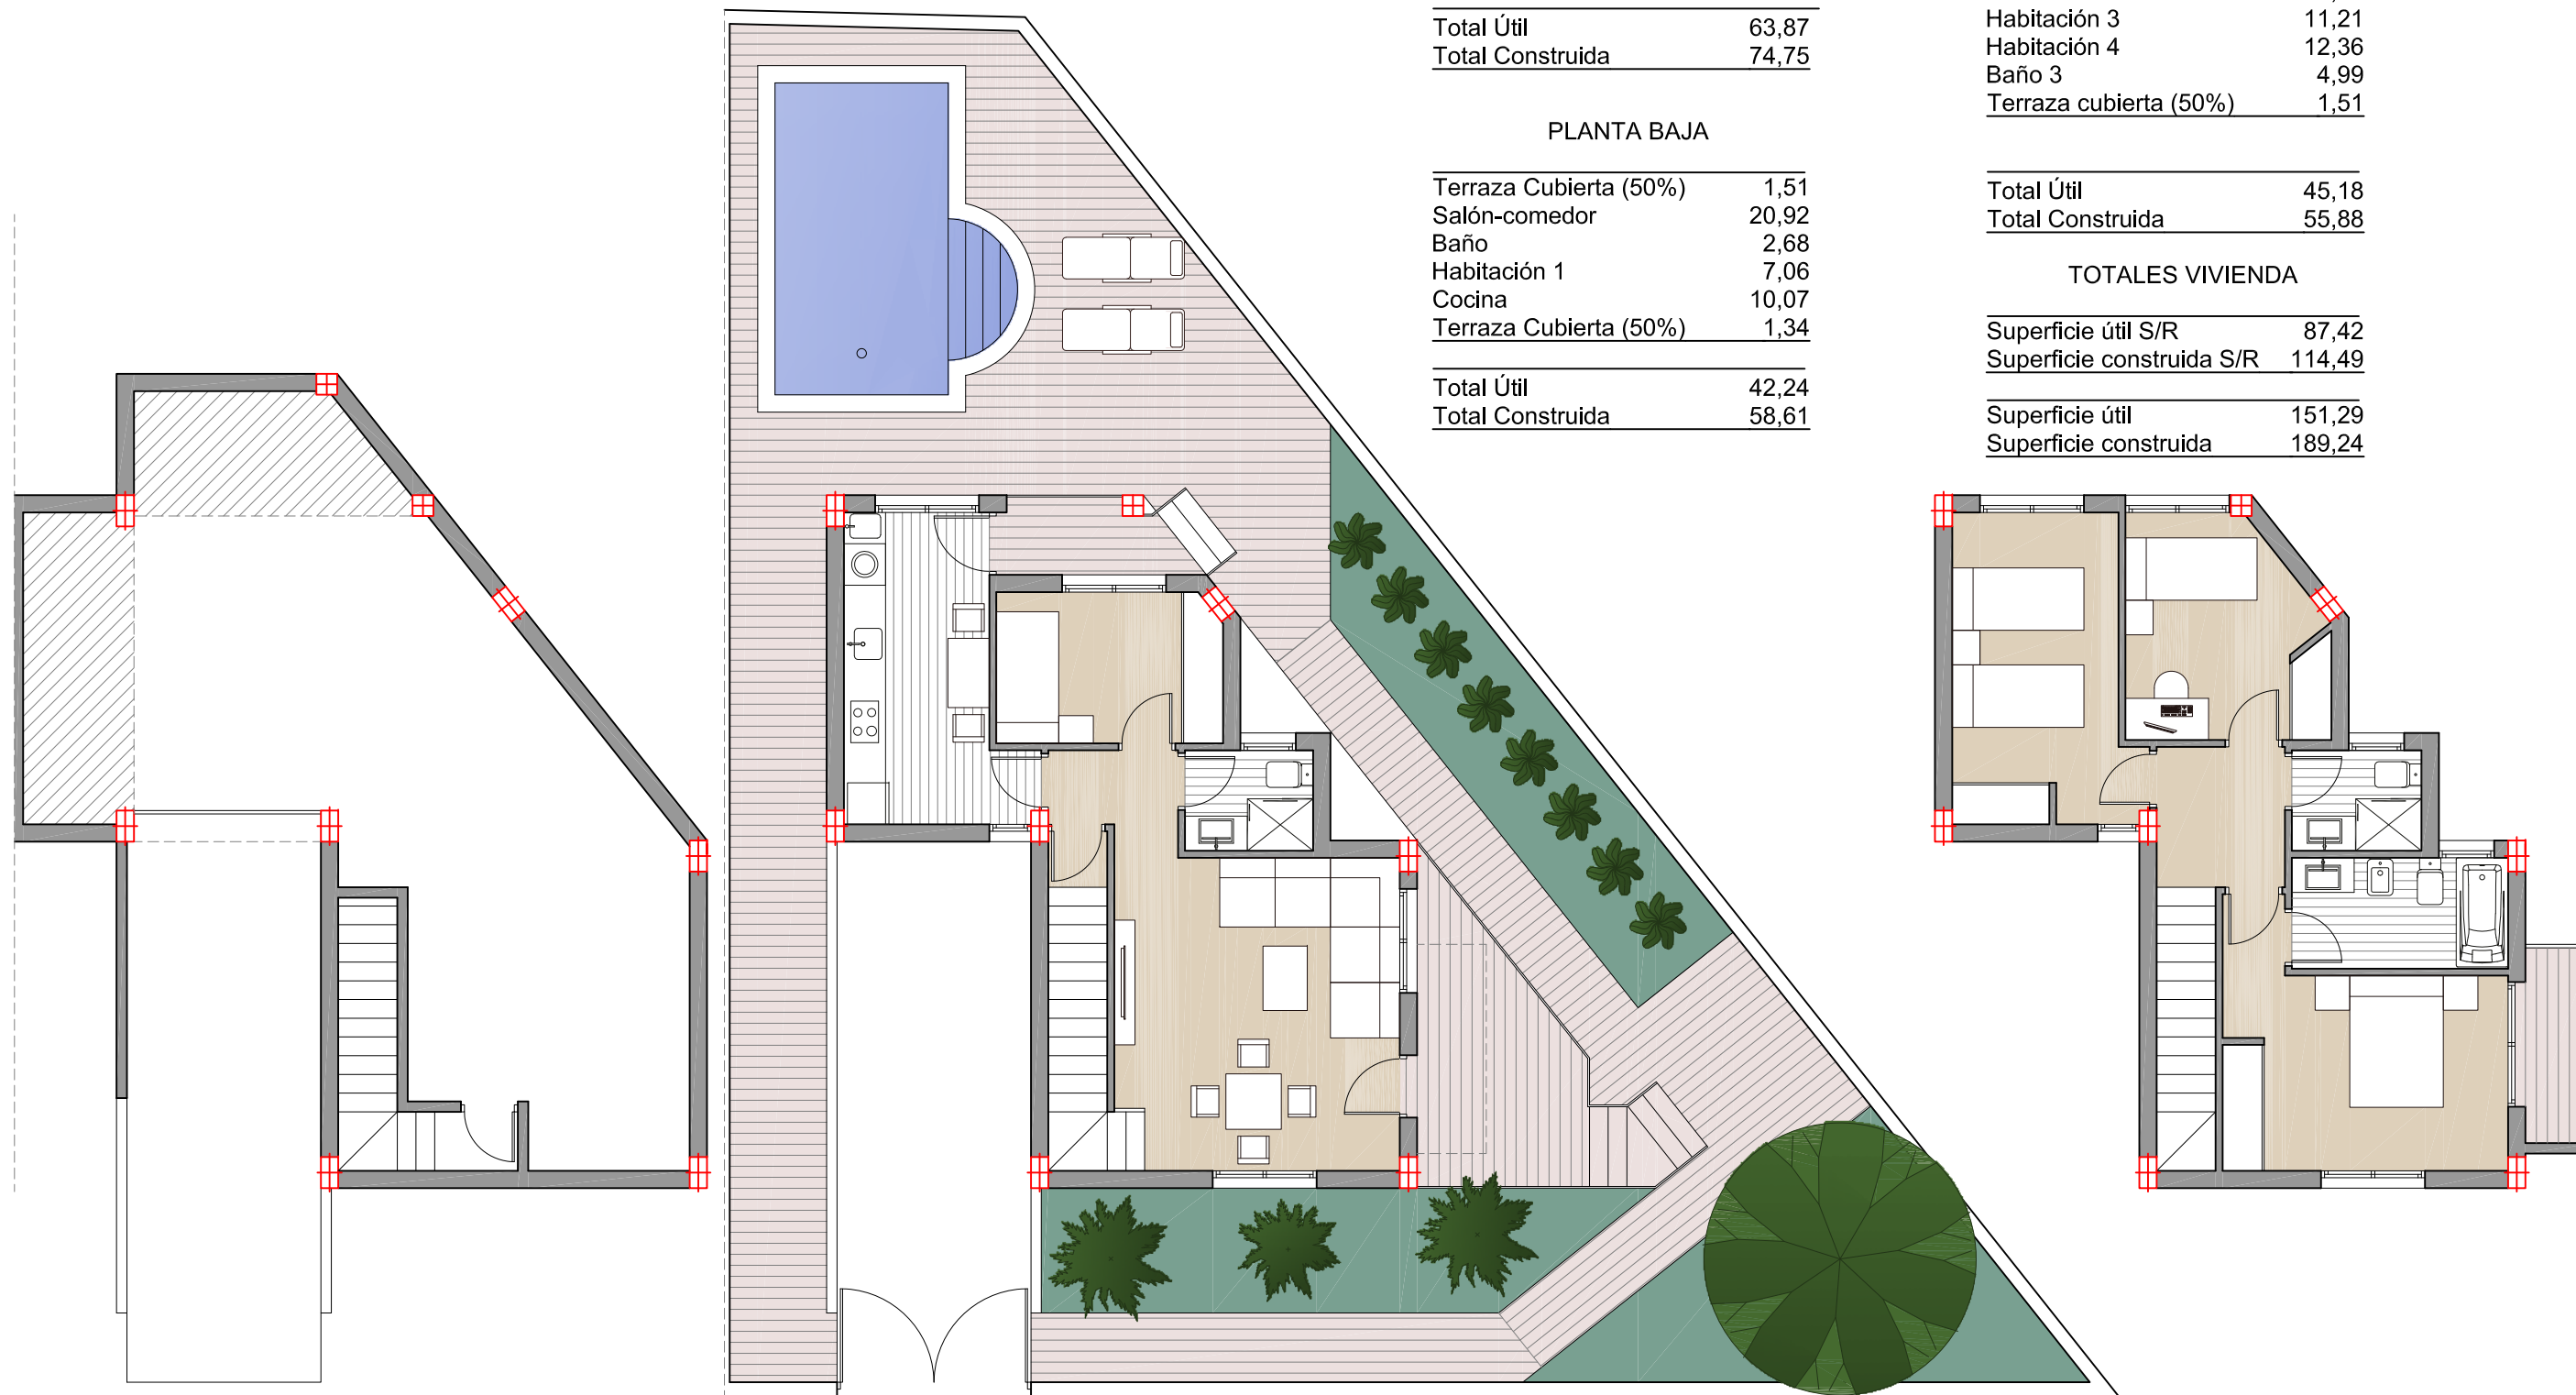 Total Útil 63,87
Total Construida 74,75
PLANTA BAJA
Terraza Cubierta (50%) 1,51
Salón-comedor 20,92
Baño 2,68
Habitación 1 7,06
Cocina 10,07
Terraza Cubierta (50%) 1,34
Total Útil 42,24
Total Construida 58,61
Habitación 3 11,21
Habitación 4 12,36
Baño 3 4,99
Terraza cubierta (50%) 1,51
Total Útil 45,18
Total Construida 55,88
TOTALES VIVIENDA
Superficie útil S/R 87,42
Superficie construida S/R 114,49
Superficie útil 151,29
Superficie construida 189,24